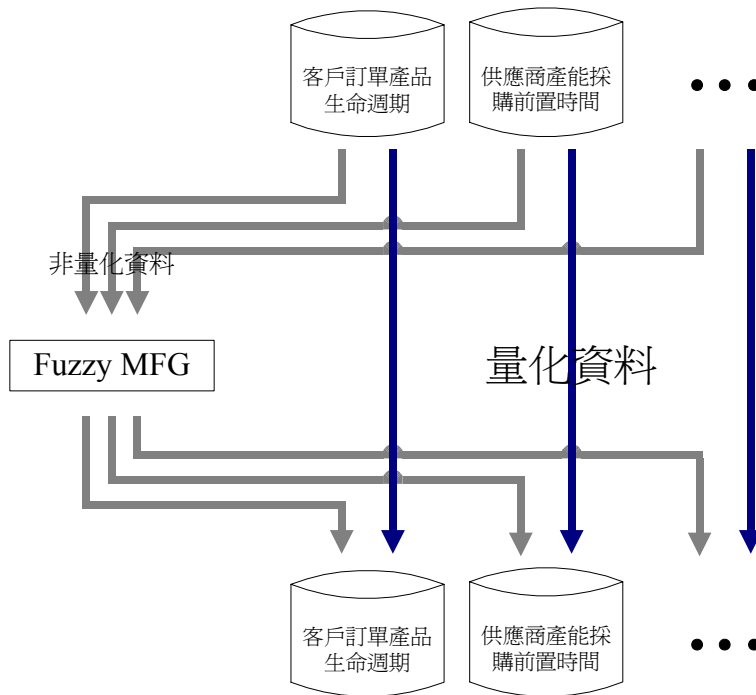 客戶訂單產品
生命週期
供應商產能採
購前置時間
非量化資料
Fuzzy MFG
量化資料
客戶訂單產品
生命週期
供應商產能採
購前置時間